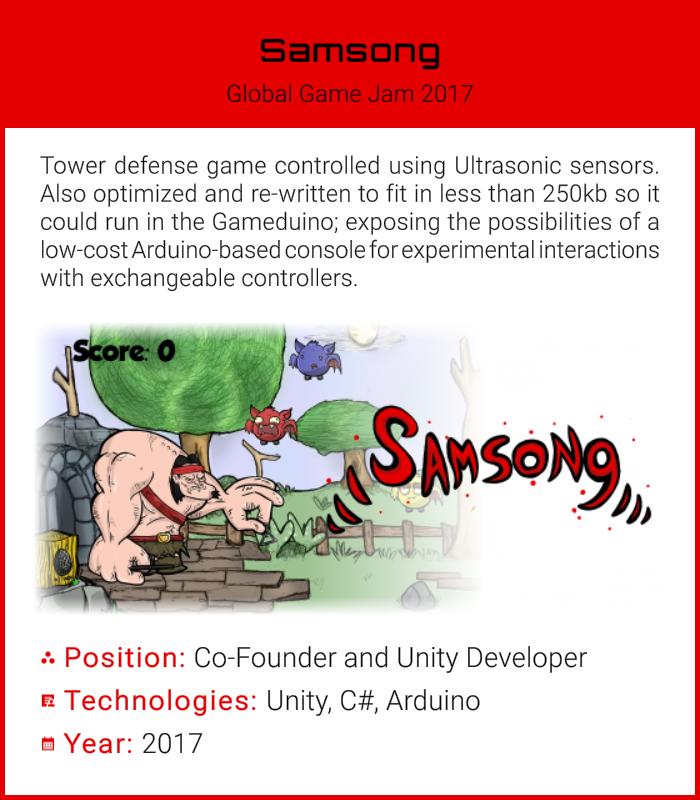 Samsong
Global Game Jam 2017
Tower defense game controlled using Ultrasonic sensors.
Also optimized and re-written to fit in less than 250kb so it
could run in the Gameduino; exposing the possibilities of a
low-cost Arduino-based console for experimental interactions
with exchangeable controllers.
Score: 0
SAMSONG
Position: Co-Founder and Unity Developer
Technologies: Unity, C#, Arduino
Year: 2017